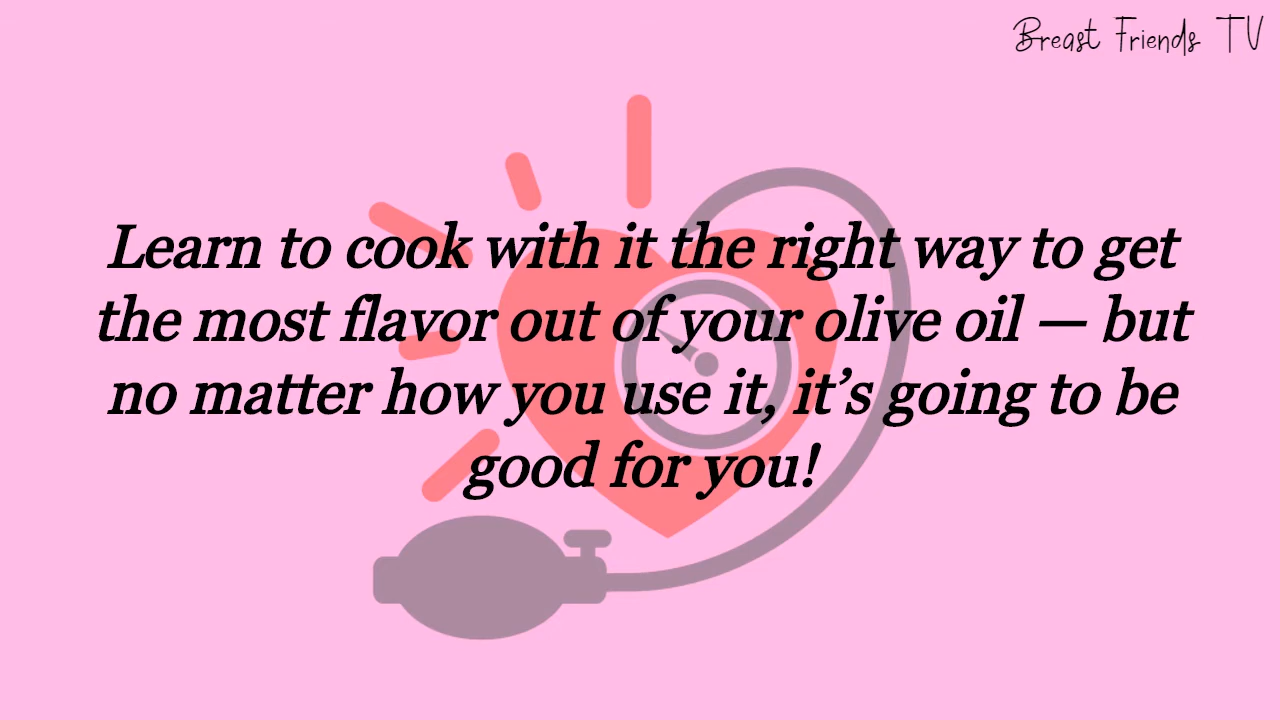 Breast Friends TV
Learn to cook with it the right way to get
the most flavor out of your olive oil — but
no matter how you use it, it’s going to be
good for you!